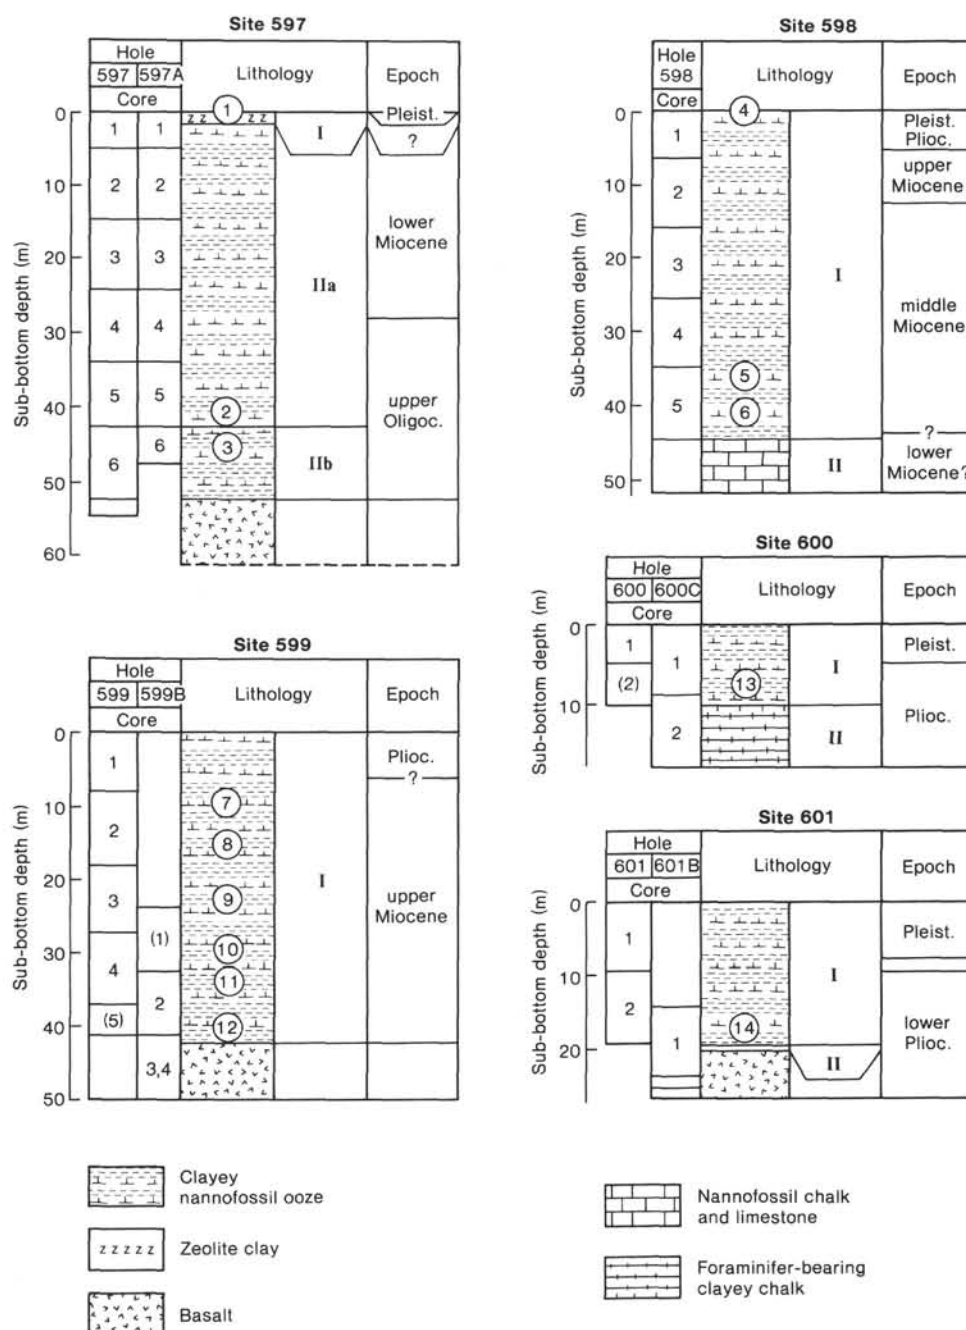 Site 597
Hole
597 597A
Core
Lithology
Epoch
Sub-bottom depth (m)
0
10
20
30
40
50
60
1 1
2 2
3 3
4 4
5 5
6 6
1
z z z z
2
3
I
IIa
IIb
Pleist.
?
lower
Miocene
upper
Oligoc.
Site 598
Hole
598
Core
Lithology
Epoch
Sub-bottom depth (m)
0
10
20
30
40
50
1
2
3
4
5
4
5
6
I
II
Pleist.
Plioc.
upper
Miocene
middle
Miocene
?
lower
Miocene?
Site 599
Hole
599 599B
Core
Lithology
Epoch
Sub-bottom depth (m)
0
10
20
30
40
50
1
2
3
4
(5)
(1)
2
3,4
7
8
9
10
11
12
I
Plioc.
?
upper
Miocene
Site 600
Hole
600 600C
Core
Lithology
Epoch
Sub-bottom depth (m)
0
10
1
(2)
1
2
13
I
II
Pleist.
Plioc.
Site 601
Hole
601 601B
Core
Lithology
Epoch
Sub-bottom depth (m)
0
10
20
1
2
1
14
I
II
Pleist.
lower
Plioc.
Clayey
nannofossil ooze
z z z z z
Zeolite clay
Basalt
Nannofossil chalk
and limestone
Foraminifer-bearing
clayey chalk